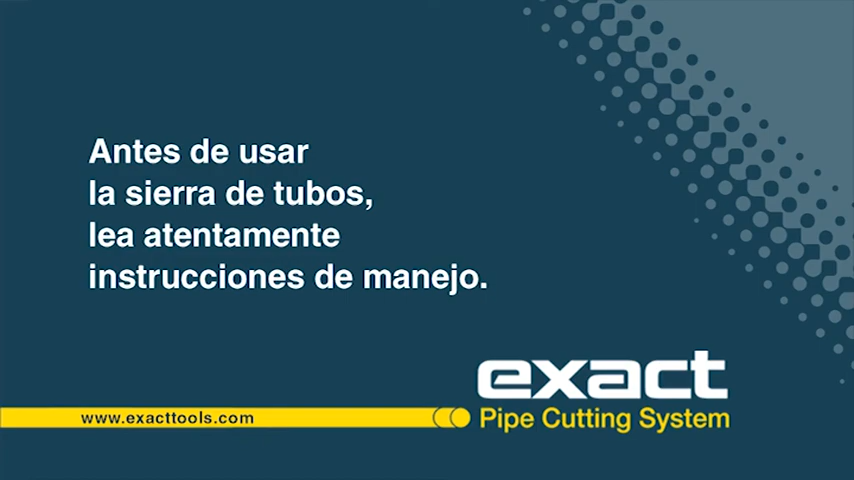 Antes de usar
la sierra de tubos,
lea atentamente
instrucciones de manejo.
exact
www.exacttools.com
Pipe Cutting System